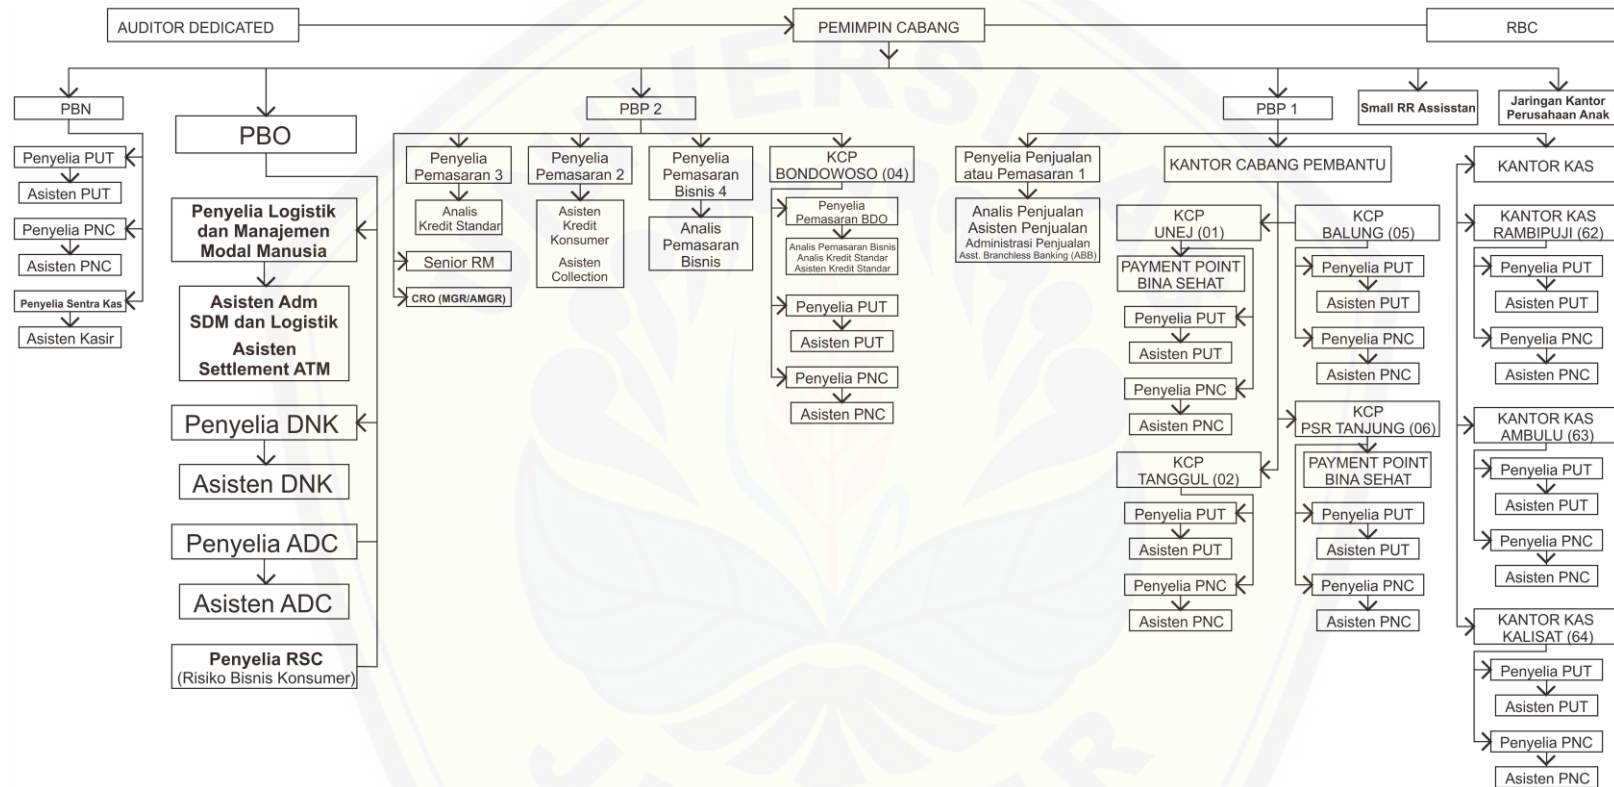 AUDITOR DEDICATED
PEMIMPIN CABANG
RBC
PBN
Penyelia PUT
Asisten PUT
Penyelia PNC
Asisten PNC
Penyelia Sentra Kas
Asisten Kasir
PBO
Penyelia Logistik
dan Manajemen
Modal Manusia
Asisten Adm
SDM dan Logistik
Asisten
Settlement ATM
Penyelia DNK
Asisten DNK
Penyelia ADC
Asisten ADC
Penyelia RSC
(Risiko Bisnis Konsumer)
PBP 2
Penyelia
Pemasaran 3
Analis
Kredit Standar
Senior RM
CRO (MGR/AMGR)
Penyelia
Pemasaran 2
Asisten
Kredit
Konsumer
Asisten
Collection
Penyelia
Pemasaran
Bisnis 4
Analis
Pemasaran
Bisnis
KCP
BONDOWOSO (04)
Penyelia
Pemasaran BDO
Analis Pemasaran Bisnis
Analis Kredit Standar
Asisten Kredit Standar
Penyelia PUT
Asisten PUT
Penyelia PNC
Asisten PNC
PBP 1
Penyelia Penjualan
atau Pemasaran 1
Analis Penjualan
Asisten Penjualan
Administrasi Penjualan
Asst. Branchless Banking (ABB)
KANTOR CABANG PEMBANTU
KCP
UNEJ (01)
PAYMENT POINT
BINA SEHAT
Penyelia PUT
Asisten PUT
Penyelia PNC
Asisten PNC
KCP
TANGGUL (02)
Penyelia PUT
Asisten PUT
Penyelia PNC
Asisten PNC
KCP
BALUNG (05)
Penyelia PUT
Asisten PUT
Penyelia PNC
Asisten PNC
KCP
PSR TANJUNG (06)
PAYMENT POINT
BINA SEHAT
Penyelia PUT
Asisten PUT
Penyelia PNC
Asisten PNC
KANTOR KAS
KANTOR KAS
RAMBIPUJI (62)
Penyelia PUT
Asisten PUT
Penyelia PNC
Asisten PNC
KANTOR KAS
AMBULU (63)
Penyelia PUT
Asisten PUT
Penyelia PNC
Asisten PNC
KANTOR KAS
KALISAT (64)
Penyelia PUT
Asisten PUT
Penyelia PNC
Asisten PNC
Small RR Assisstan
Jaringan Kantor
Perusahaan Anak